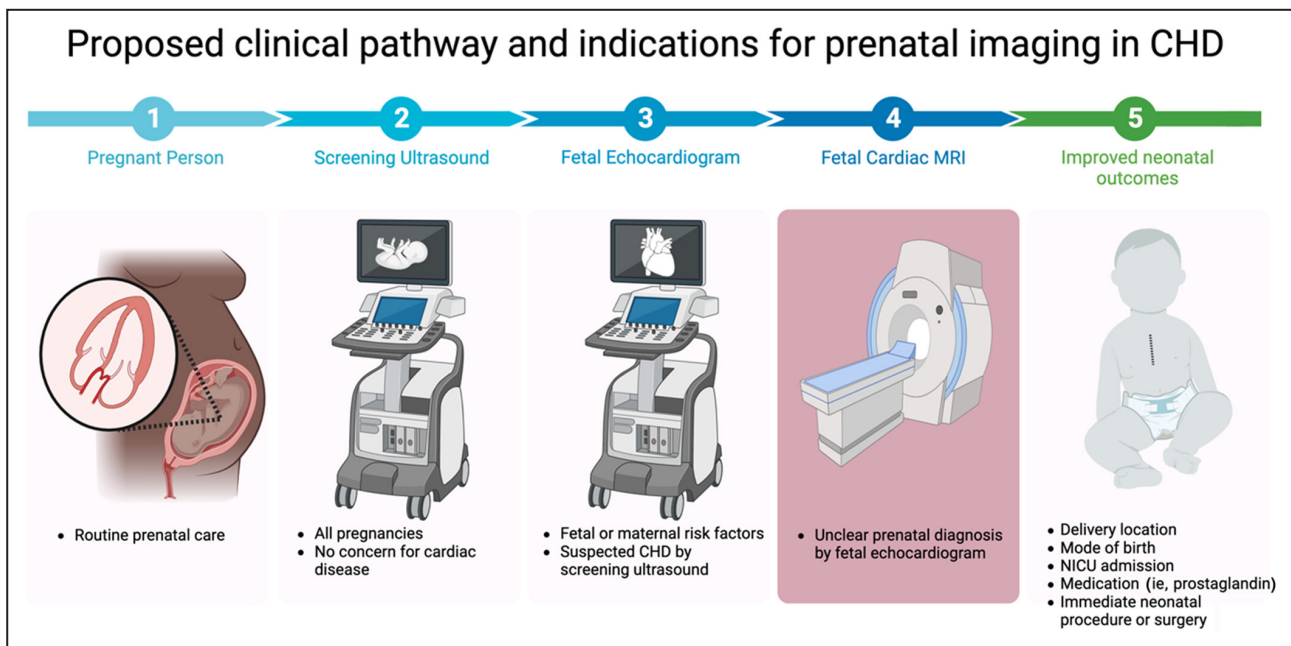 Proposed clinical pathway and indications for prenatal imaging in CHD
1
2
3
4
5
Pregnant Person
Screening Ultrasound
Fetal Echocardiogram
Fetal Cardiac MRI
Improved neonatal
outcomes
• Routine prenatal care
• All pregnancies
• No concern for cardiac
disease
• Fetal or maternal risk factors
• Suspected CHD by
screening ultrasound
• Unclear prenatal diagnosis
by fetal echocardiogram
• Delivery location
• Mode of birth
• NICU admission
• Medication (ie, prostaglandin)
• Immediate neonatal
procedure or surgery